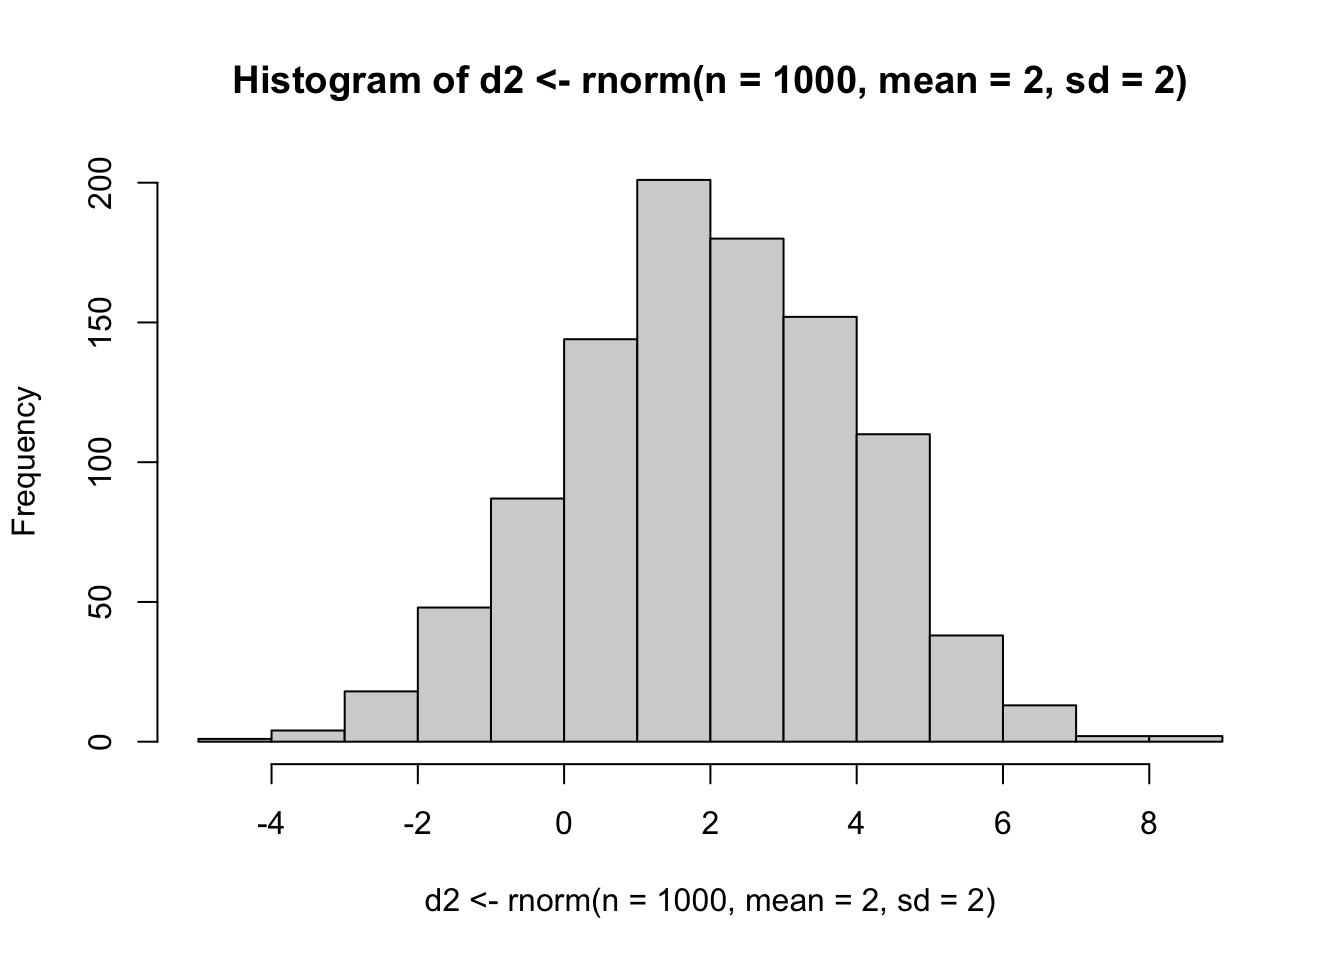 Histogram of d2 <- rnorm(n = 1000, mean = 2, sd = 2)
Frequency
200
150
100
50
0
-4 -2 0 2 4 6 8
d2 <- rnorm(n = 1000, mean = 2, sd = 2)